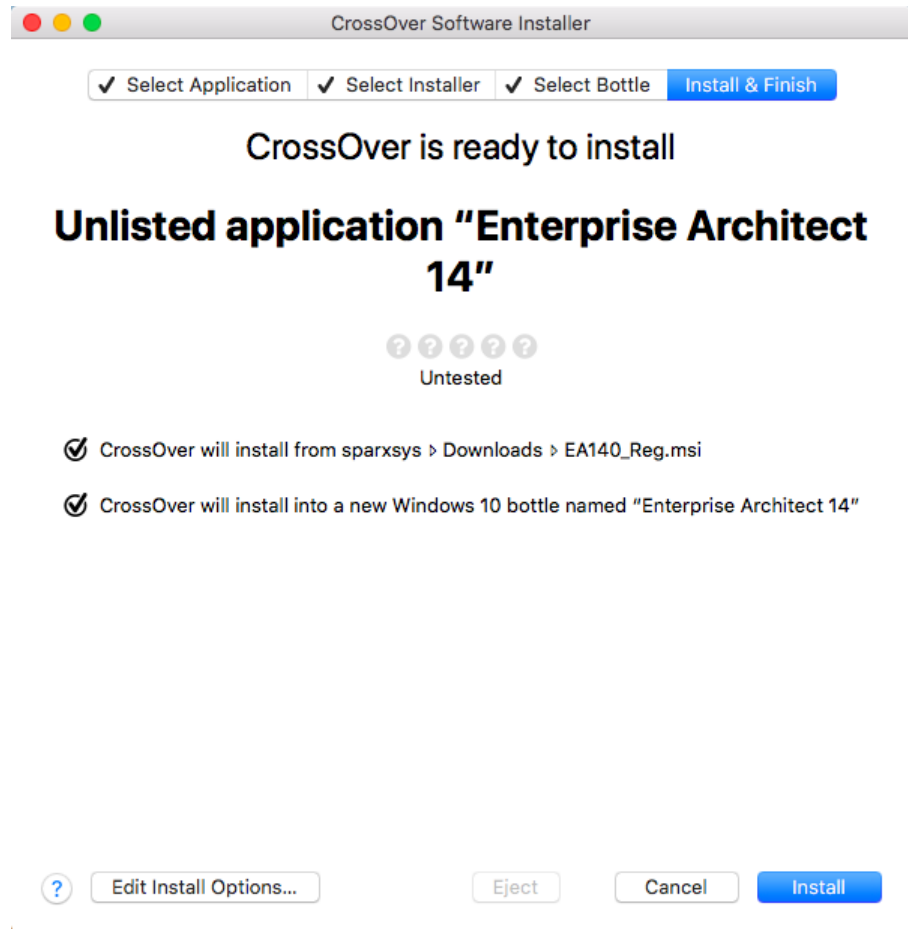 CrossOver Software Installer
✓ Select Application ✓ Select Installer ✓ Select Bottle Install & Finish
CrossOver is ready to install
Unlisted application “Enterprise Architect
14”
? ? ? ? ?
Untested
CrossOver will install from sparxsys ▹ Downloads ▹ EA140_Reg.msi
CrossOver will install into a new Windows 10 bottle named “Enterprise Architect 14”
? Edit Install Options... Eject Cancel Install